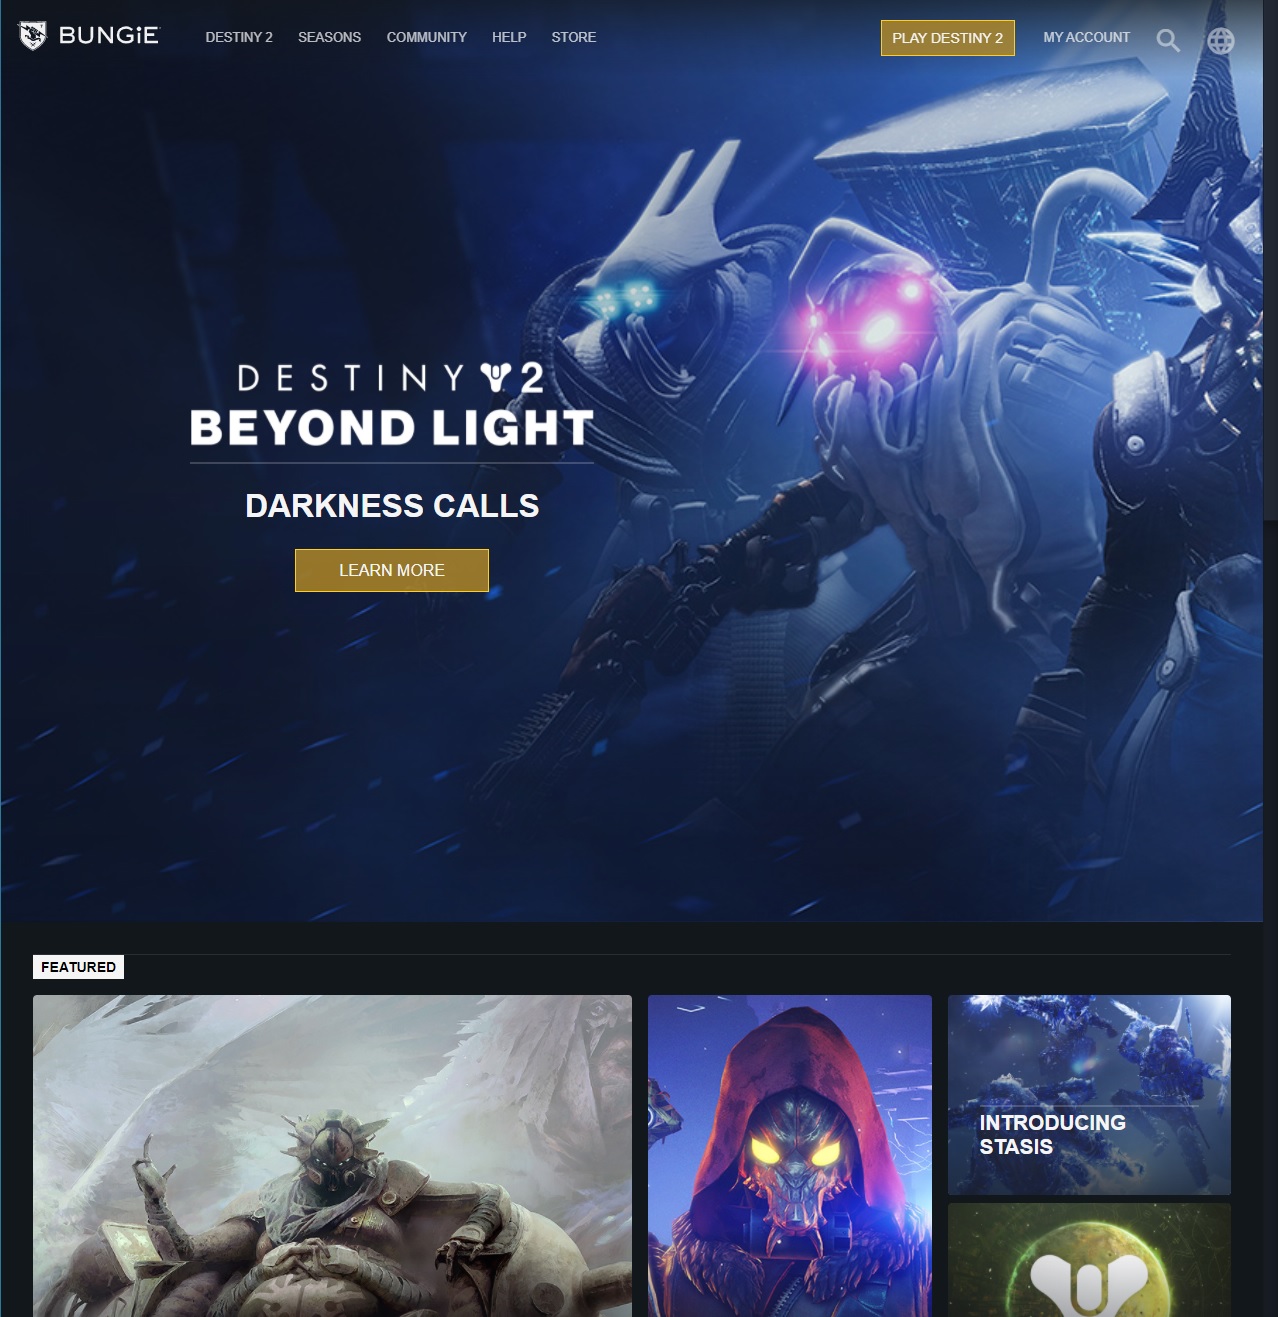 BUNGiE
DESTINY 2 SEASONS COMMUNITY HELP STORE
PLAY DESTINY 2 MY ACCOUNT
DESTINY 2
BEYOND LIGHT
DARKNESS CALLS
LEARN MORE
FEATURED
INTRODUCING
STASIS